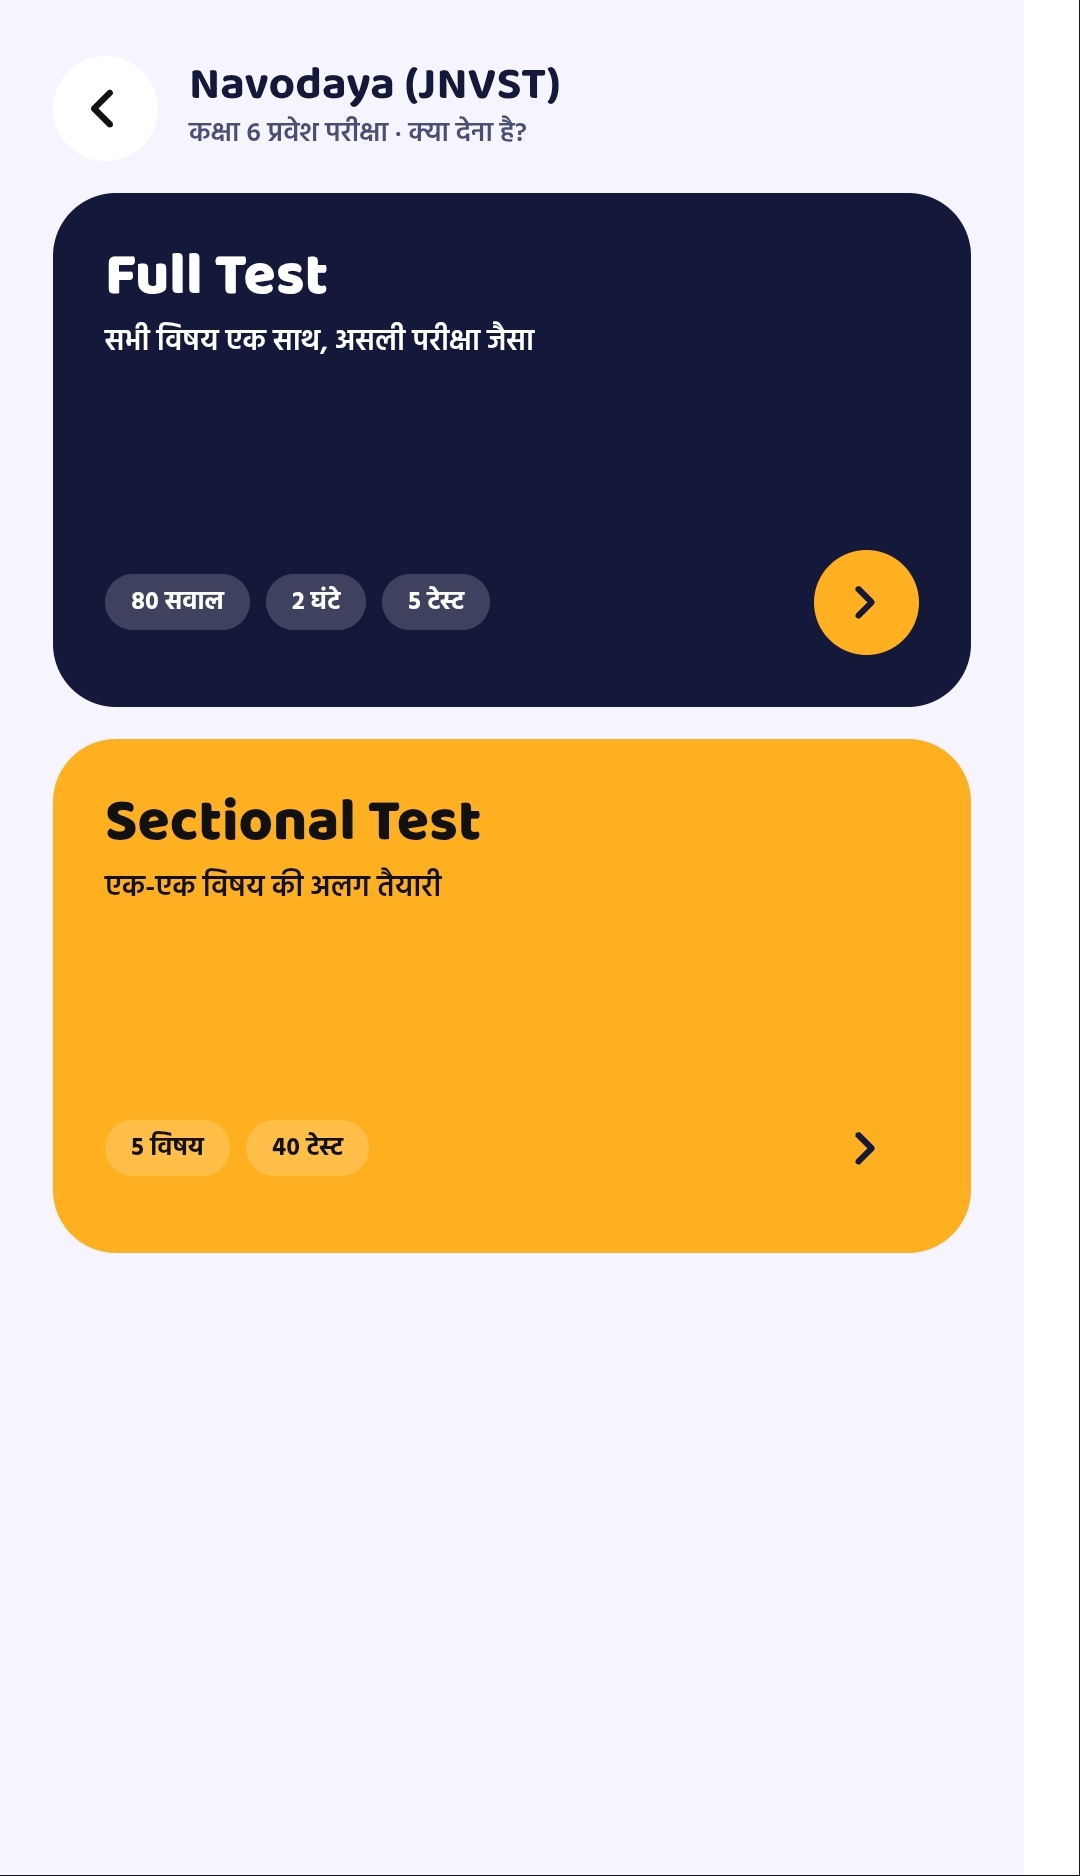 Navodaya (JNVST)
कक्षा 6 प्रवेश परीक्षा · क्या देना है?
Full Test
सभी विषय एक साथ, असली परीक्षा जैसा
80 सवाल
2 घंटे
5 टेस्ट
Sectional Test
एक-एक विषय की अलग तैयारी
5 विषय
40 टेस्ट